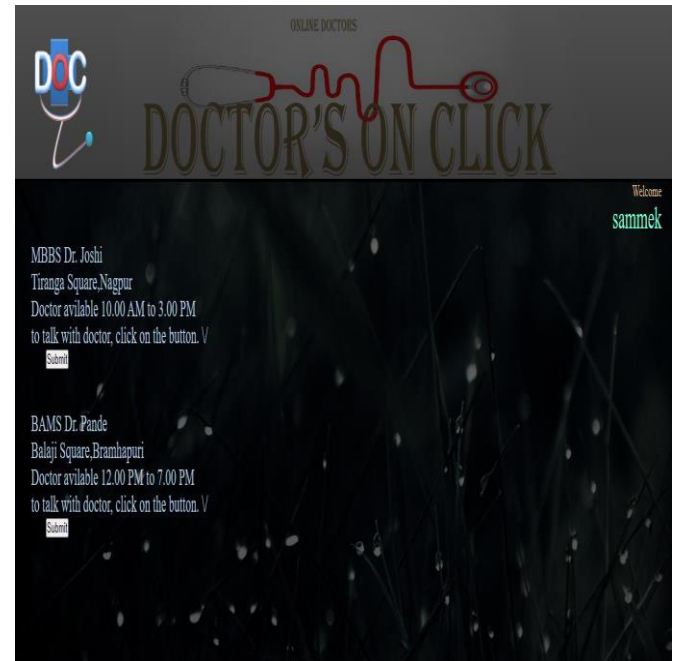 ONLINE DOCTORS
DOC
DOCTOR'S ON CLICK
Welcome
sammek
MBBS Dr. Joshi
Tiranga Square,Nagpur
Doctor avilable 10.00 AM to 3.00 PM
to talk with doctor, click on the button. V
Submit
BAMS Dr. Pande
Balaji Square,Bramhapuri
Doctor avilable 12.00 PM to 7.00 PM
to talk with doctor, click on the button. V
Submit